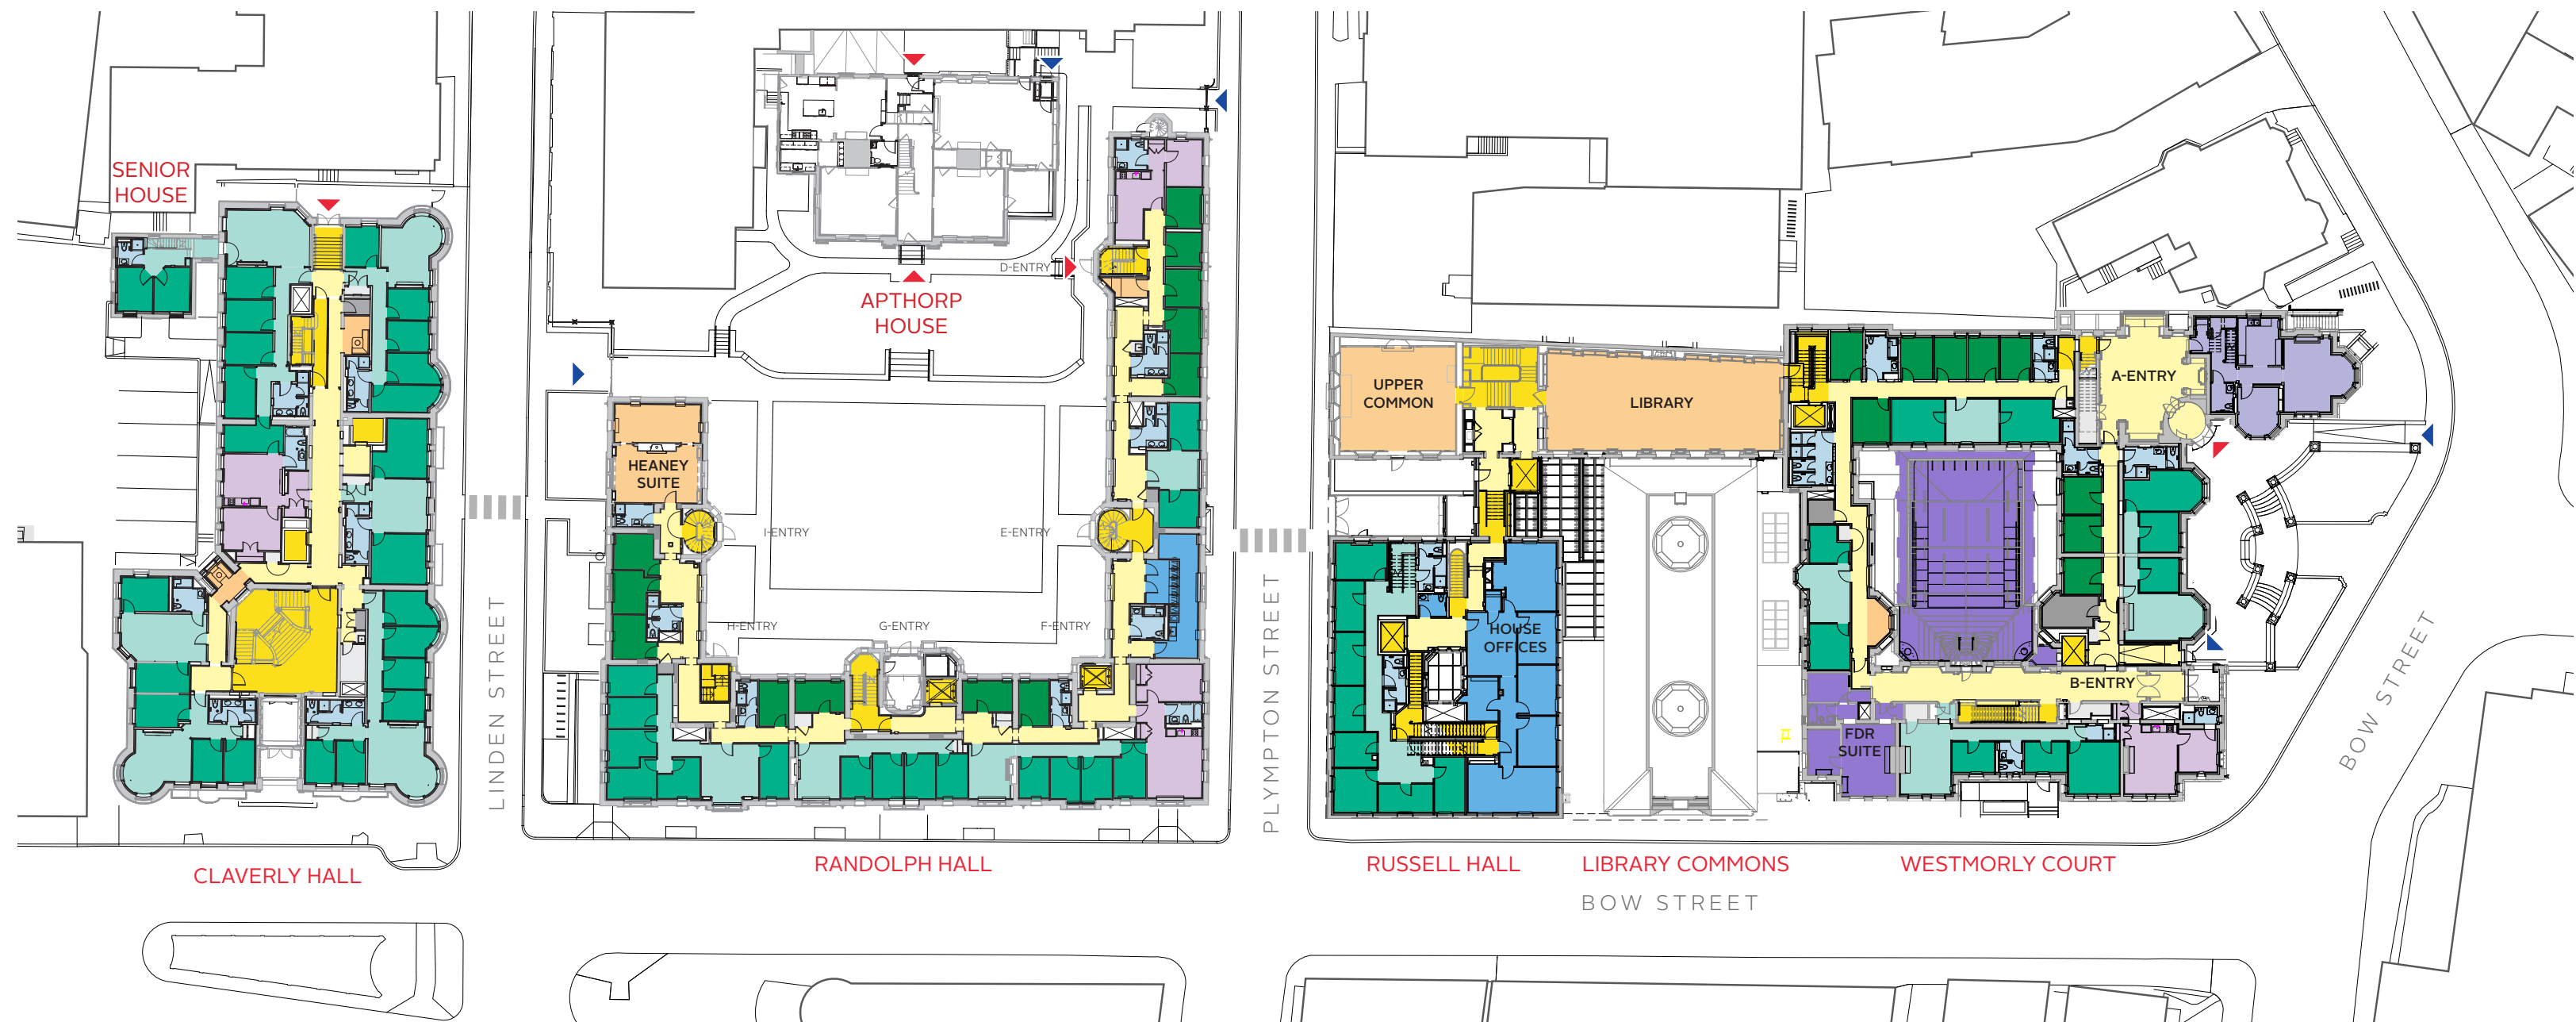 SENIOR
HOUSE
CLAVERLY HALL
LINDEN STREET
APTHORP
HOUSE
D-ENTRY
HEANEY
SUITE
I-ENTRY
E-ENTRY
H-ENTRY
G-ENTRY
F-ENTRY
RANDOLPH HALL
PLYMPTON STREET
UPPER
COMMON
LIBRARY
HOUSE
OFFICES
A-ENTRY
B-ENTRY
FDR
SUITE
RUSSELL HALL
LIBRARY COMMONS
WESTMORLY COURT
BOW STREET
BOW STREET